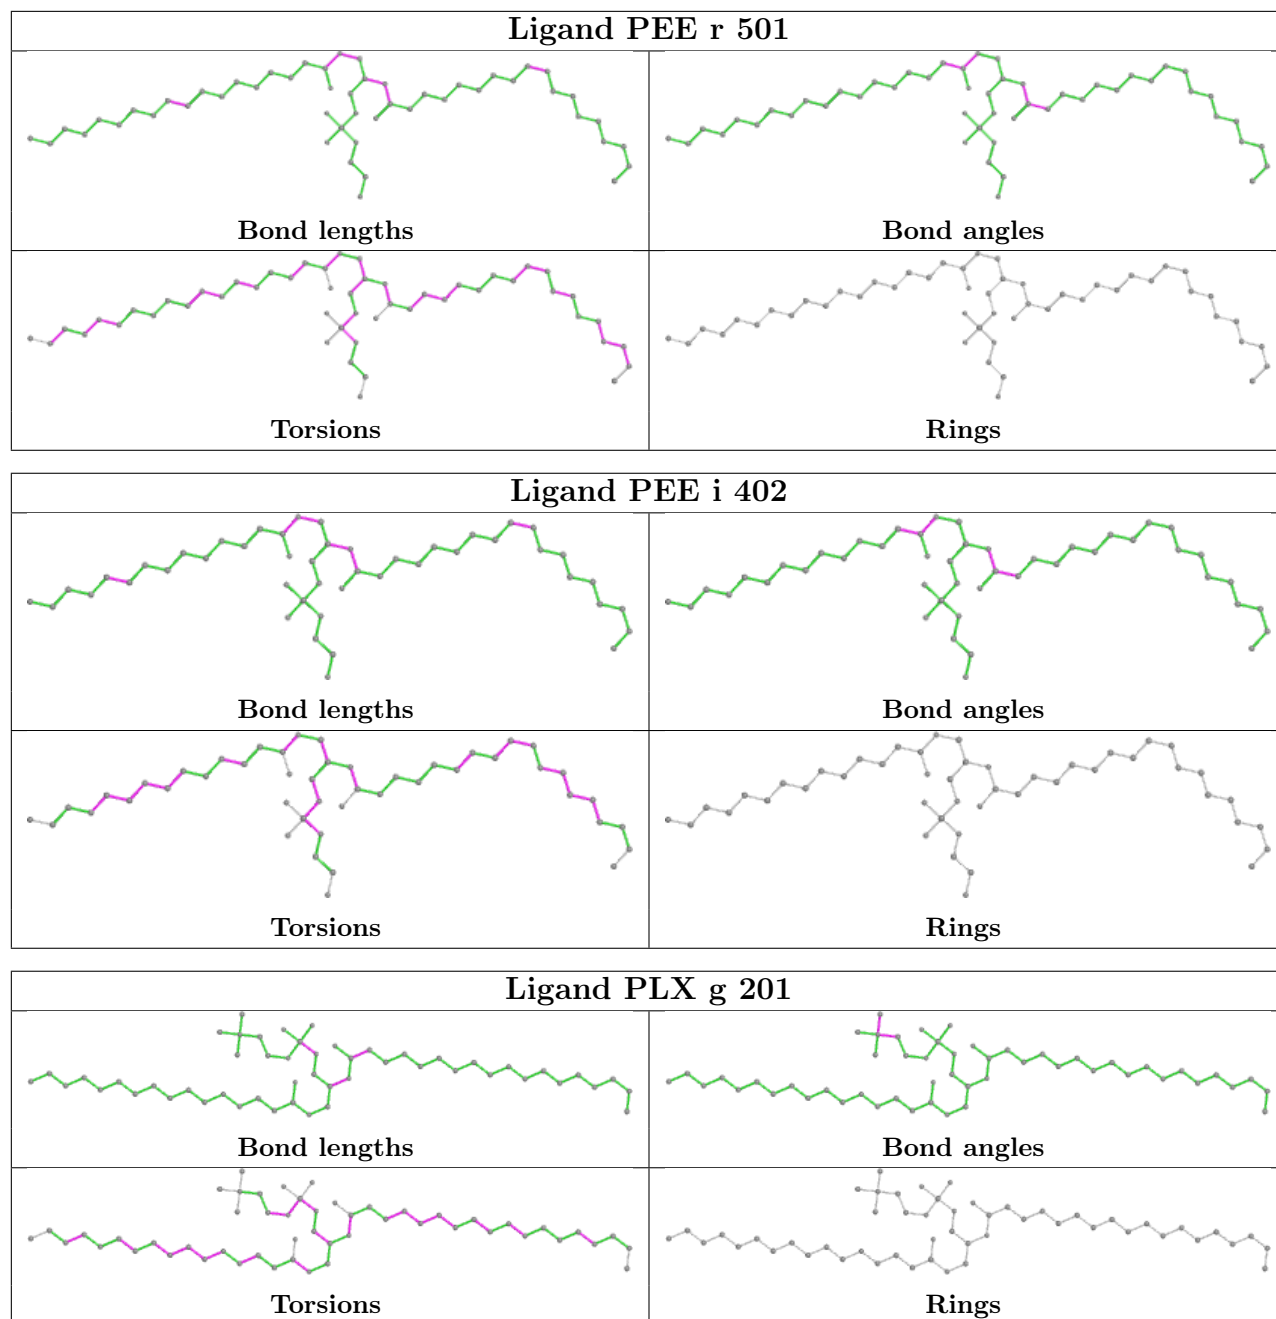 Ligand PEE r 501
Bond lengths
Bond angles
Torsions
Rings
Ligand PEE i 402
Bond lengths
Bond angles
Torsions
Rings
Ligand PLX g 201
Bond lengths
Bond angles
Torsions
Rings